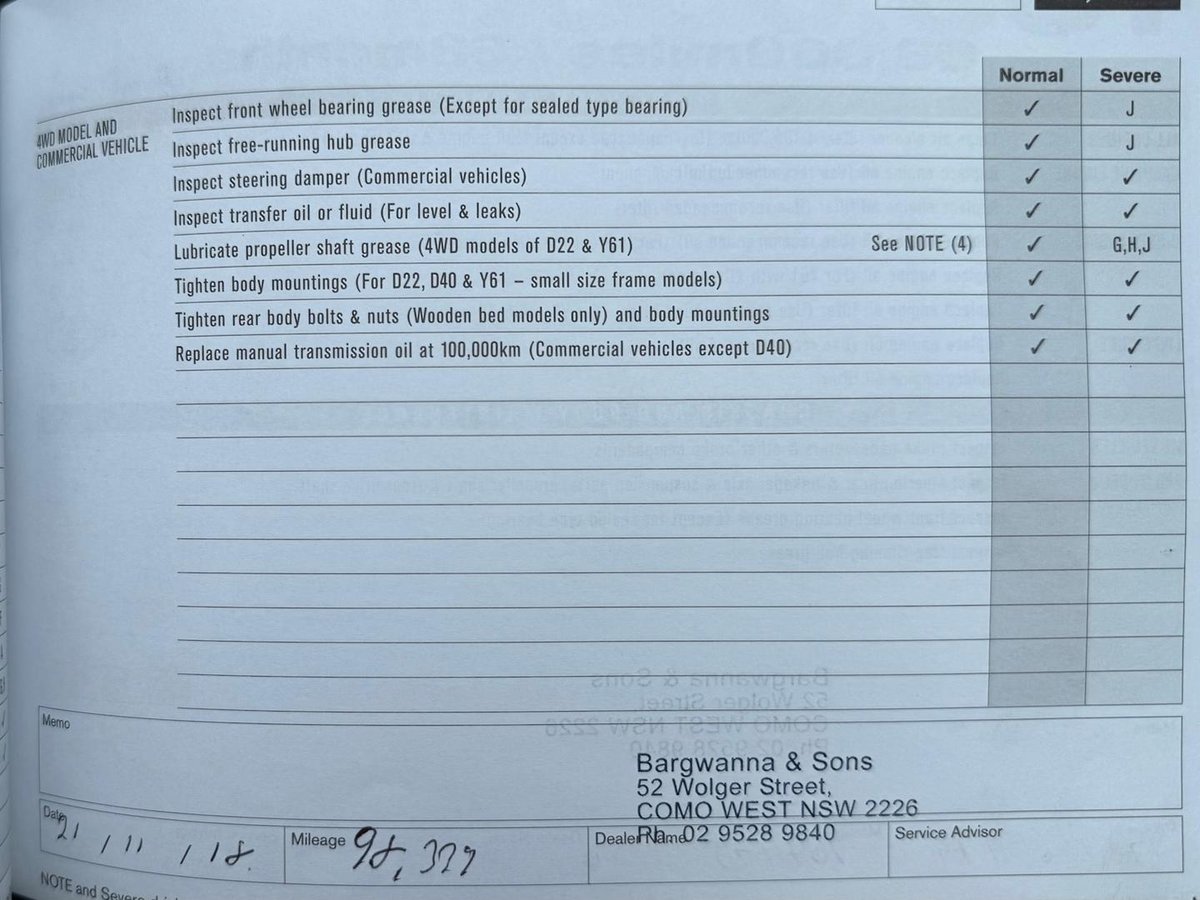 Normal Severe
4WD MODEL AND
COMMERCIAL VEHICLE
Inspect front wheel bearing grease (Except for sealed type bearing) ✓ J
Inspect free-running hub grease ✓ J
Inspect steering damper (Commercial vehicles) ✓ ✓
Inspect transfer oil or fluid (For level & leaks) ✓ ✓
Lubricate propeller shaft grease (4WD models of D22 & Y61) See NOTE (4) ✓ G,H,J
Tighten body mountings (For D22, D40 & Y61 – small size frame models) ✓ ✓
Tighten rear body bolts & nuts (Wooden bed models only) and body mountings ✓ ✓
Replace manual transmission oil at 100,000km (Commercial vehicles except D40) ✓ ✓
Memo
Bargwanna & Sons
52 Wolger Street,
COMO WEST NSW 2226
Ph 02 9528 9840
Date 21 / 11 / 18
Mileage 98,377
Dealer Name
Service Advisor
NOTE and Severe